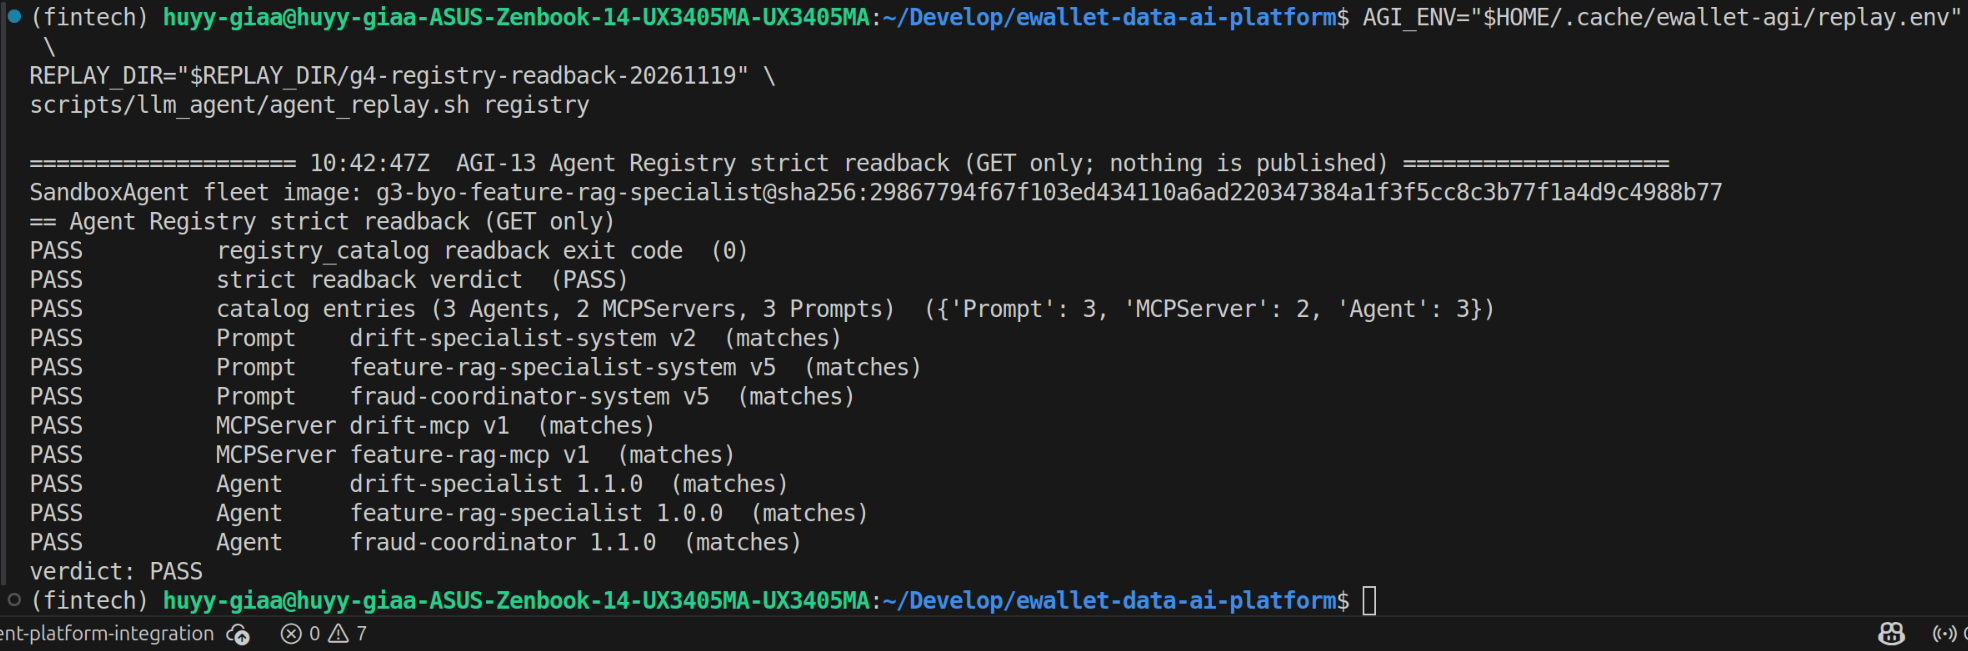 (fintech) huyy-giaa@huyy-giaa-ASUS-Zenbook-14-UX3405MA-UX3405MA:~/Develop/ewallet-data-ai-platform$ AGI_ENV="$HOME/.cache/ewallet-agi/replay.env"
\
REPLAY_DIR="$REPLAY_DIR/g4-registry-readback-20261119" \
scripts/llm_agent/agent_replay.sh registry
==================== 10:42:47Z  AGI-13 Agent Registry strict readback (GET only; nothing is published) ====================
SandboxAgent fleet image: g3-byo-feature-rag-specialist@sha256:29867794f67f103ed434110a6ad220347384a1f3f5cc8c3b77f1a4d9c4988b77
== Agent Registry strict readback (GET only)
PASS          registry_catalog readback exit code  (0)
PASS          strict readback verdict  (PASS)
PASS          catalog entries (3 Agents, 2 MCPServers, 3 Prompts)  ({'Prompt': 3, 'MCPServer': 2, 'Agent': 3})
PASS          Prompt    drift-specialist-system v2  (matches)
PASS          Prompt    feature-rag-specialist-system v5  (matches)
PASS          Prompt    fraud-coordinator-system v5  (matches)
PASS          MCPServer drift-mcp v1  (matches)
PASS          MCPServer feature-rag-mcp v1  (matches)
PASS          Agent     drift-specialist 1.1.0  (matches)
PASS          Agent     feature-rag-specialist 1.0.0  (matches)
PASS          Agent     fraud-coordinator 1.1.0  (matches)
verdict: PASS
(fintech) huyy-giaa@huyy-giaa-ASUS-Zenbook-14-UX3405MA-UX3405MA:~/Develop/ewallet-data-ai-platform$
ent-platform-integration 0 7